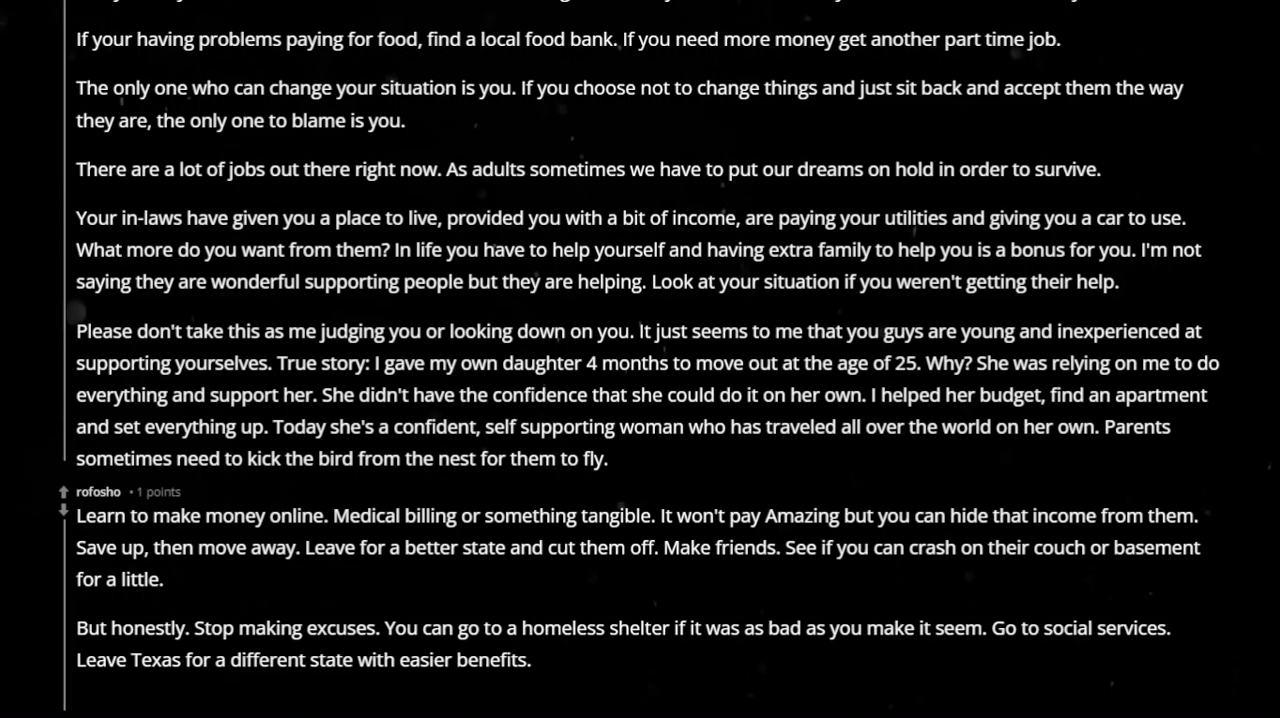 If your having problems paying for food, find a local food bank. If you need more money get another part time job.
The only one who can change your situation is you. If you choose not to change things and just sit back and accept them the way
they are, the only one to blame is you.
There are a lot of jobs out there right now. As adults sometimes we have to put our dreams on hold in order to survive.
Your in-laws have given you a place to live, provided you with a bit of income, are paying your utilities and giving you a car to use.
What more do you want from them? In life you have to help yourself and having extra family to help you is a bonus for you. I'm not
saying they are wonderful supporting people but they are helping. Look at your situation if you weren't getting their help.
Please don't take this as me judging you or looking down on you. It just seems to me that you guys are young and inexperienced at
supporting yourselves. True story: I gave my own daughter 4 months to move out at the age of 25. Why? She was relying on me to do
everything and support her. She didn't have the confidence that she could do it on her own. I helped her budget, find an apartment
and set everything up. Today she's a confident, self supporting woman who has traveled all over the world on her own. Parents
sometimes need to kick the bird from the nest for them to fly.
rofosho • 1 points
Learn to make money online. Medical billing or something tangible. It won't pay Amazing but you can hide that income from them.
Save up, then move away. Leave for a better state and cut them off. Make friends. See if you can crash on their couch or basement
for a little.
But honestly. Stop making excuses. You can go to a homeless shelter if it was as bad as you make it seem. Go to social services.
Leave Texas for a different state with easier benefits.